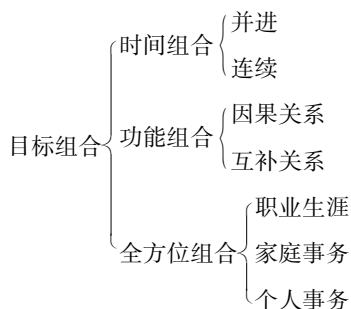 并进
时间组合
连续
因果关系
功能组合
目标组合
互补关系
职业生涯
全方位组合
家庭事务
个人事务